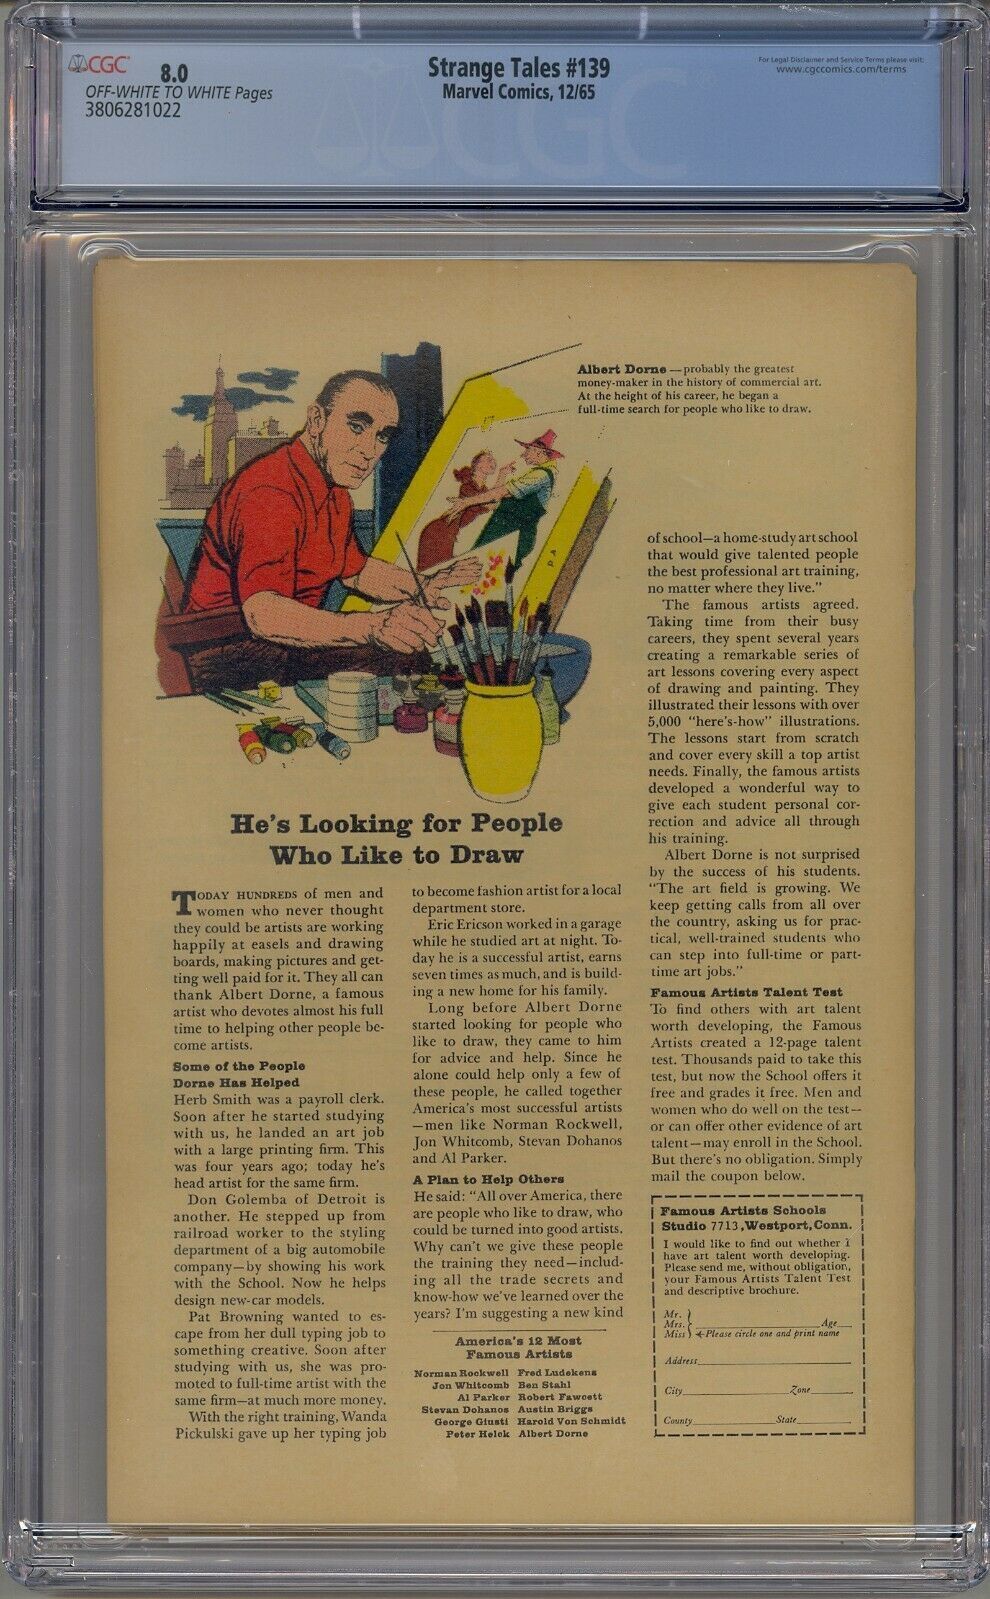 CGC 8.0
OFF-WHITE TO WHITE Pages
3806281022
Strange Tales #139
Marvel Comics, 12/65
For Legal Disclaimer and Service Terms please visit:
www.cgccomics.com/terms
CGC
Albert Dorne — probably the greatest
money-maker in the history of commercial art.
At the height of his career, he began a
full-time search for people who like to draw.
He's Looking for People
Who Like to Draw
TODAY HUNDREDS of men and
women who never thought
they could be artists are working
happily at easels and drawing
boards, making pictures and get-
ting well paid for it. They all can
thank Albert Dorne, a famous
artist who devotes almost his full
time to helping other people be-
come artists.
Some of the People
Dorne Has Helped
Herb Smith was a payroll clerk.
Soon after he started studying
with us, he landed an art job
with a large printing firm. This
was four years ago; today he's
head artist for the same firm.
Don Golemba of Detroit is
another. He stepped up from
railroad worker to the styling
department of a big automobile
company—by showing his work
with the School. Now he helps
design new-car models.
Pat Browning wanted to es-
cape from her dull typing job to
something creative. Soon after
studying with us, she was pro-
moted to full-time artist with the
same firm—at much more money.
With the right training, Wanda
Pickulski gave up her typing job
to become fashion artist for a local
department store.
Eric Ericson worked in a garage
while he studied art at night. To-
day he is a successful artist, earns
seven times as much, and is build-
ing a new home for his family.
Long before Albert Dorne
started looking for people who
like to draw, they came to him
for advice and help. Since he
alone could help only a few of
these people, he called together
America's most successful artists
—men like Norman Rockwell,
Jon Whitcomb, Stevan Dohanos
and Al Parker.
A Plan to Help Others
He said: "All over America, there
are people who like to draw, who
could be turned into good artists.
Why can't we give these people
the training they need—includ-
ing all the trade secrets and
know-how we've learned over the
years? I'm suggesting a new kind
America's 12 Most
Famous Artists
Norman Rockwell Fred Ludekens
Jon Whitcomb Ben Stahl
Al Parker Robert Fawcett
Stevan Dohanos Austin Briggs
George Giusti Harold Von Schmidt
Peter Helck Albert Dorne
of school—a home-study art school
that would give talented people
the best professional art training,
no matter where they live."
The famous artists agreed.
Taking time from their busy
careers, they spent several years
creating a remarkable series of
art lessons covering every aspect
of drawing and painting. They
illustrated their lessons with over
5,000 "here's-how" illustrations.
The lessons start from scratch
and cover every skill a top artist
needs. Finally, the famous artists
developed a wonderful way to
give each student personal cor-
rection and advice all through
his training.
Albert Dorne is not surprised
by the success of his students.
"The art field is growing. We
keep getting calls from all over
the country, asking us for prac-
tical, well-trained students who
can step into full-time or part-
time art jobs."
Famous Artists Talent Test
To find others with art talent
worth developing, the Famous
Artists created a 12-page talent
test. Thousands paid to take this
test, but now the School offers it
free and grades it free. Men and
women who do well on the test—
or can offer other evidence of art
talent—may enroll in the School.
But there's no obligation. Simply
mail the coupon below.
Famous Artists Schools
Studio 7713, Westport, Conn.
I would like to find out whether I
have art talent worth developing.
Please send me, without obligation,
your Famous Artists Talent Test
and descriptive brochure.
Mr.
Mrs. Age
Miss Please circle one and print name
Address
City Zone
County State